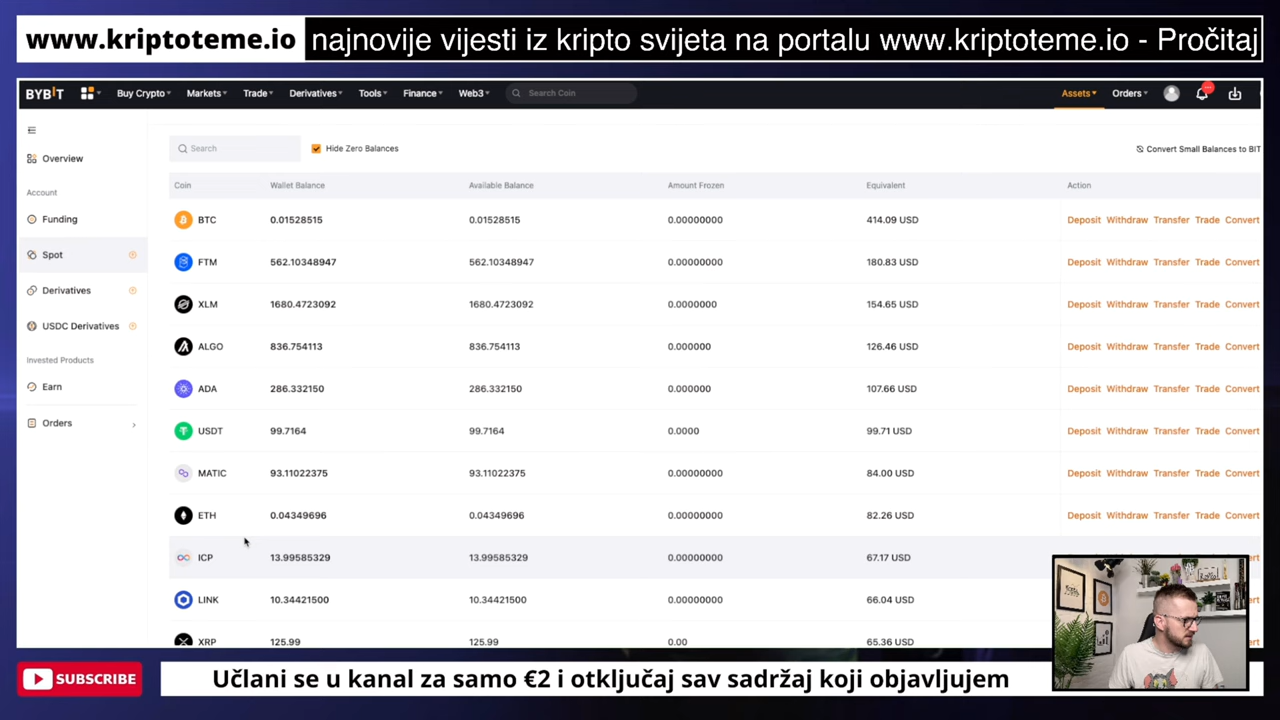 www.kriptoteme.io najnovije vijesti iz kripto svijeta na portalu www.kriptoteme.io - Pročitaj
BYBIT Buy Crypto Markets Trade Derivatives Tools Finance Web3 Search Coin Assets Orders
Search Hide Zero Balances Convert Small Balances to BIT
Overview
Account
Funding
Spot
Derivatives
USDC Derivatives
Invested Products
Earn
Orders
Coin Wallet Balance Available Balance Amount Frozen Equivalent Action
BTC 0.01528515 0.01528515 0.00000000 414.09 USD Deposit Withdraw Transfer Trade Convert
FTM 562.10348947 562.10348947 0.00000000 180.83 USD Deposit Withdraw Transfer Trade Convert
XLM 1680.4723092 1680.4723092 0.0000000 154.65 USD Deposit Withdraw Transfer Trade Convert
ALGO 836.754113 836.754113 0.000000 126.46 USD Deposit Withdraw Transfer Trade Convert
ADA 286.332150 286.332150 0.000000 107.66 USD Deposit Withdraw Transfer Trade Convert
USDT 99.7164 99.7164 0.0000 99.71 USD Deposit Withdraw Transfer Trade Convert
MATIC 93.11022375 93.11022375 0.00000000 84.00 USD Deposit Withdraw Transfer Trade Convert
ETH 0.04349696 0.04349696 0.00000000 82.26 USD Deposit Withdraw Transfer Trade Convert
ICP 13.99585329 13.99585329 0.00000000 67.17 USD
LINK 10.34421500 10.34421500 0.00000000 66.04 USD
XRP 125.99 125.99 0.00 65.36 USD
SUBSCRIBE Učlani se u kanal za samo €2 i otključaj sav sadržaj koji objavljujem